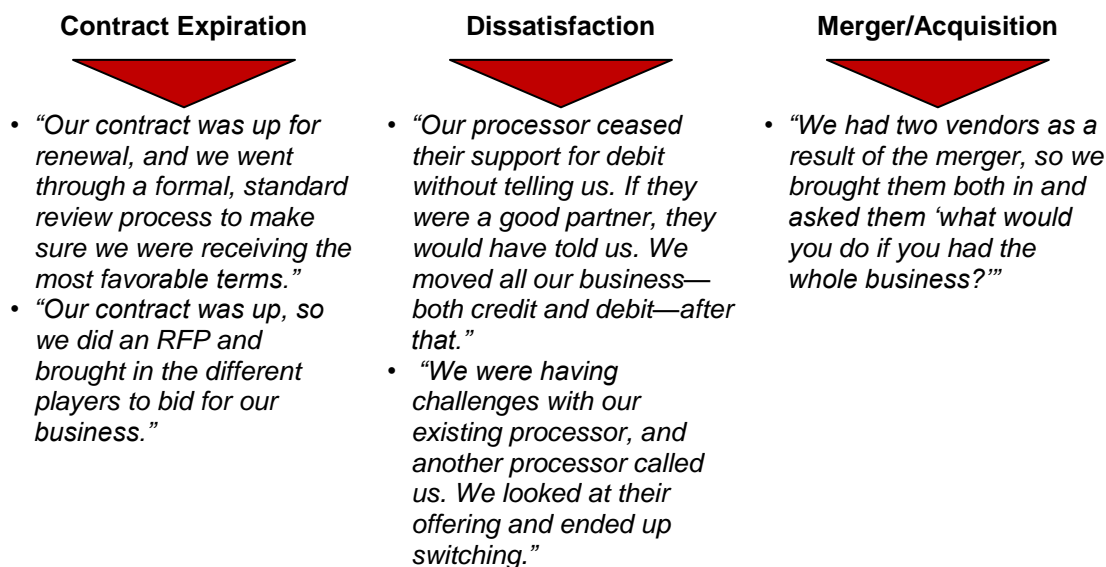 Contract Expiration
• “Our contract was up for
renewal, and we went
through a formal, standard
review process to make
sure we were receiving the
most favorable terms.”
• “Our contract was up, so
we did an RFP and
brought in the different
players to bid for our
business.”
Dissatisfaction
• “Our processor ceased
their support for debit
without telling us. If they
were a good partner, they
would have told us. We
moved all our business—
both credit and debit—after
that.”
• “We were having
challenges with our
existing processor, and
another processor called
us. We looked at their
offering and ended up
switching.”
Merger/Acquisition
• “We had two vendors as a
result of the merger, so we
brought them both in and
asked them ‘what would
you do if you had the
whole business?’”